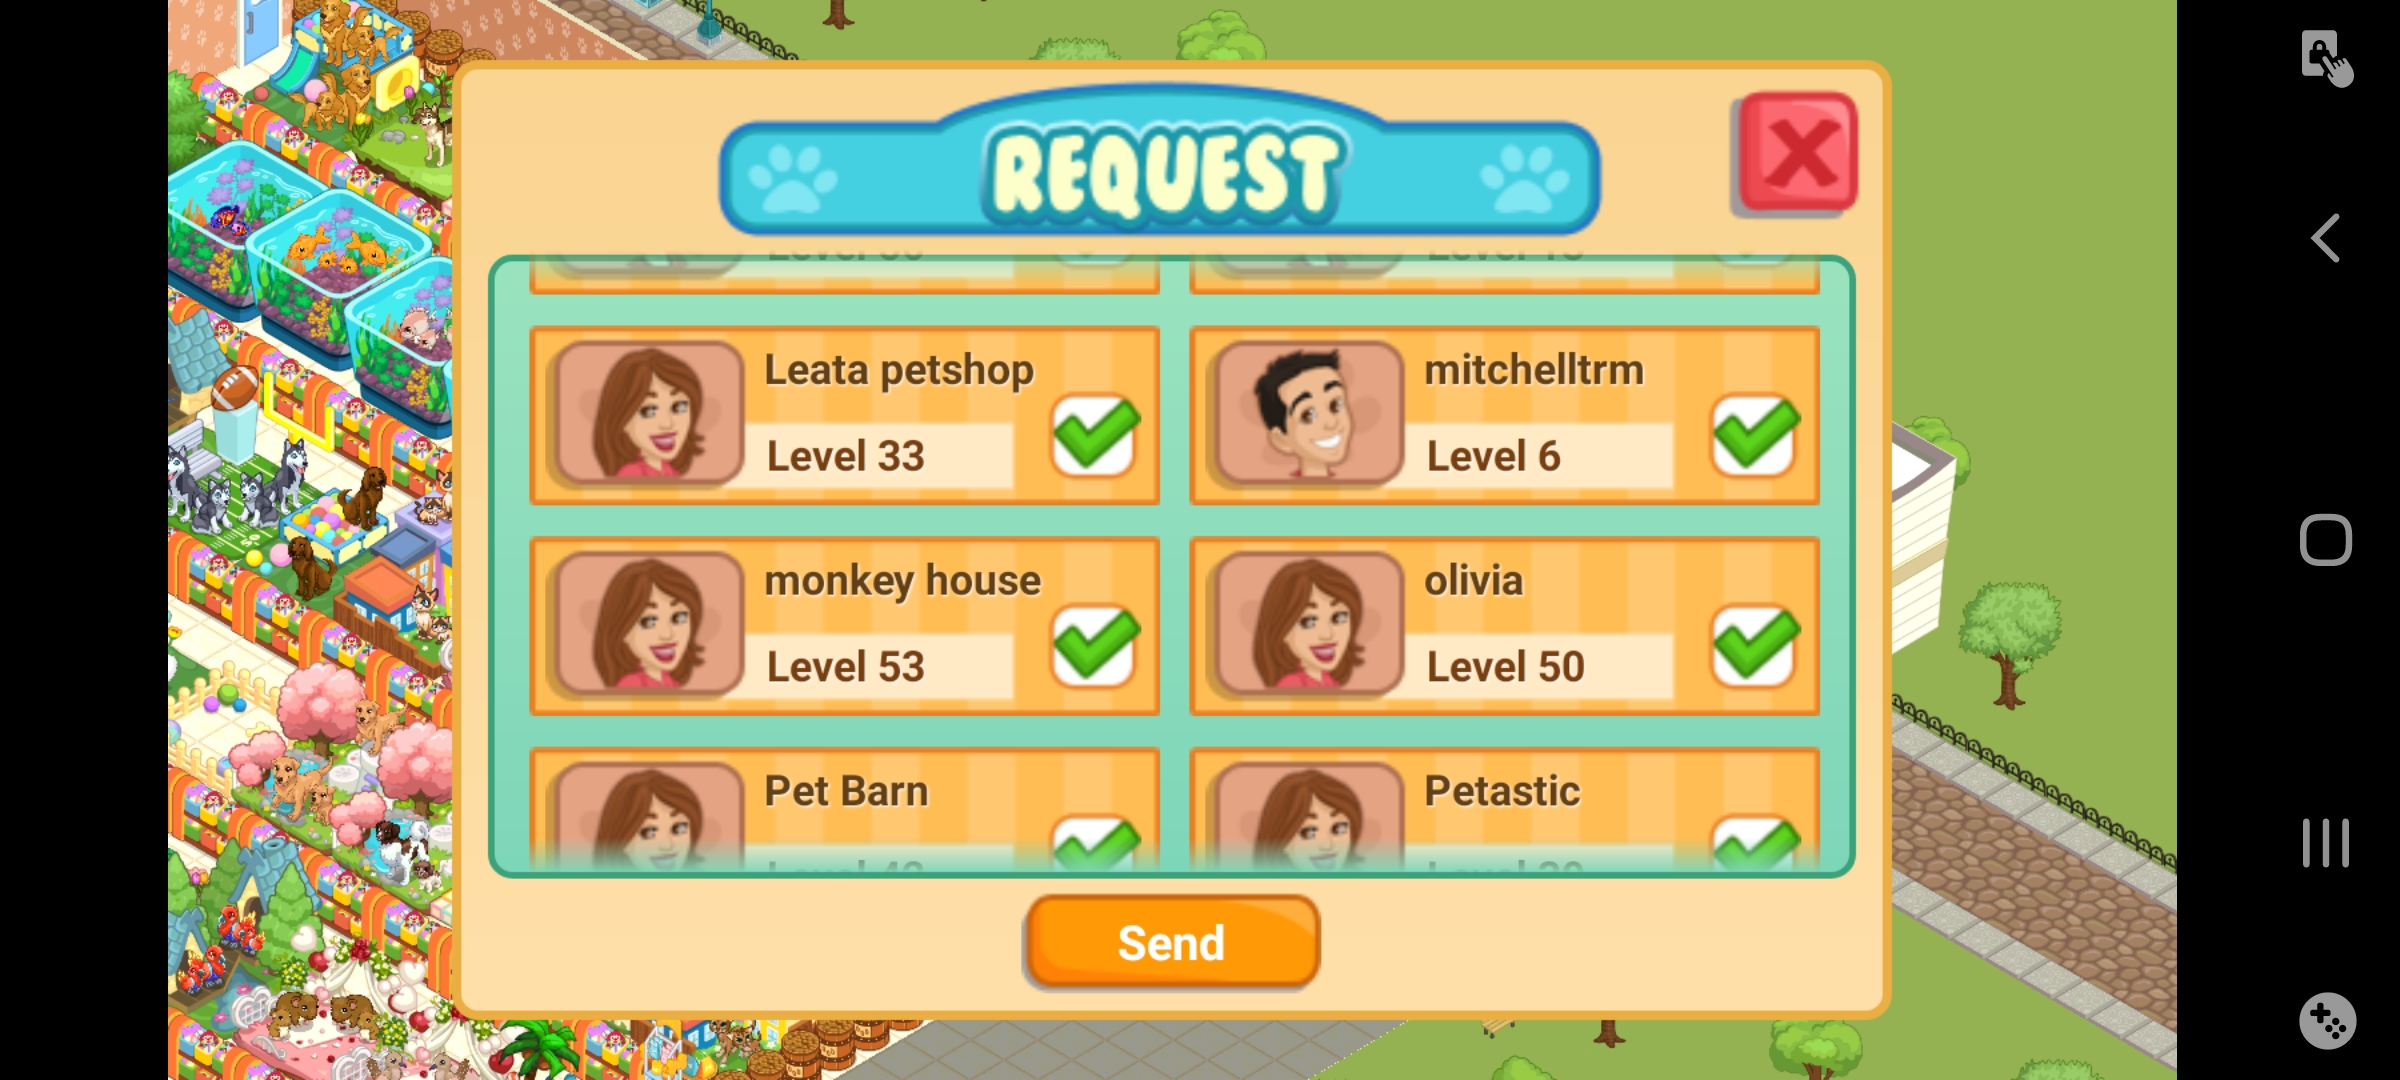 REQUEST
Leata petshop
Level 33
mitchelltrm
Level 6
monkey house
Level 53
olivia
Level 50
Pet Barn
Petastic
Send